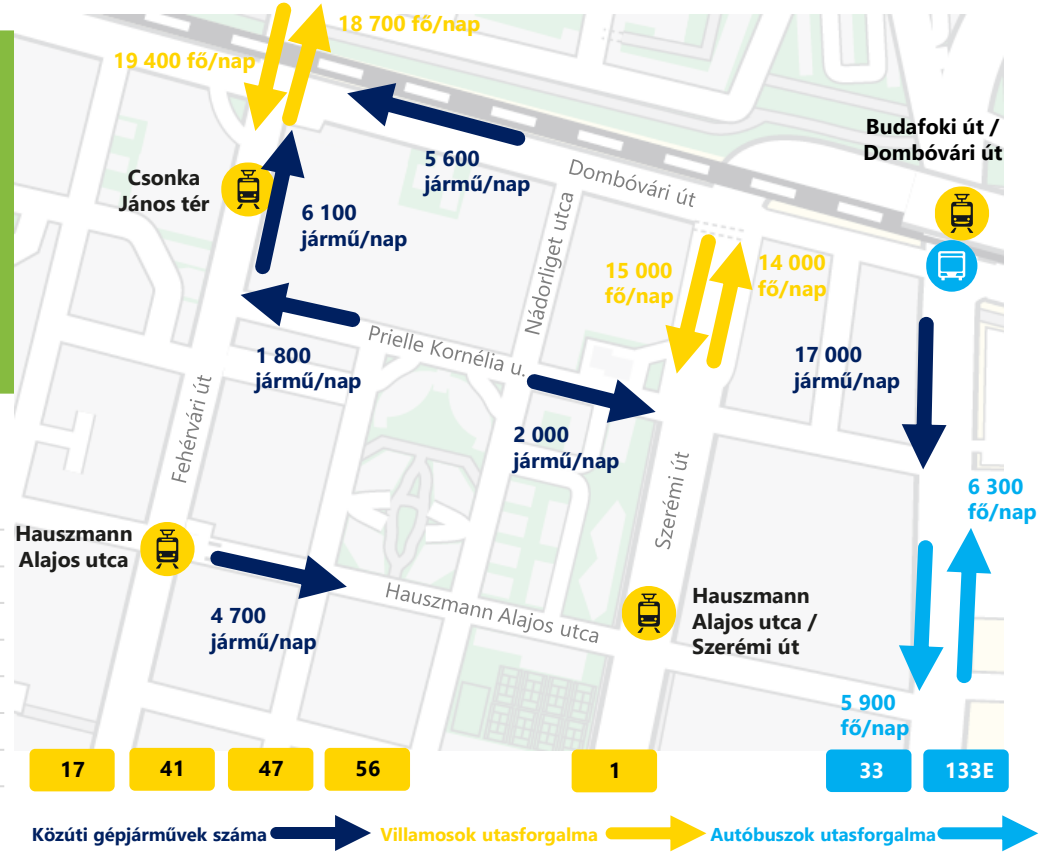 18 700 fő/nap
19 400 fő/nap
Budafoki út /
Dombóvári út
5 600
jármű/nap
Dombóvári út
Csonka
János tér
6 100
jármű/nap
Nádorliget utca
15 000
fő/nap
14 000
fő/nap
Prielle Kornélia u.
1 800
jármű/nap
17 000
jármű/nap
Fehérvári út
2 000
jármű/nap
Szerémi út
6 300
fő/nap
Hauszmann
Alajos utca
4 700
jármű/nap
Hauszmann Alajos utca
Hauszmann
Alajos utca /
Szerémi út
5 900
fő/nap
17
41
47
56
1
33
133E
Közúti gépjárművek száma
Villamosok utasforgalma
Autóbuszok utasforgalma